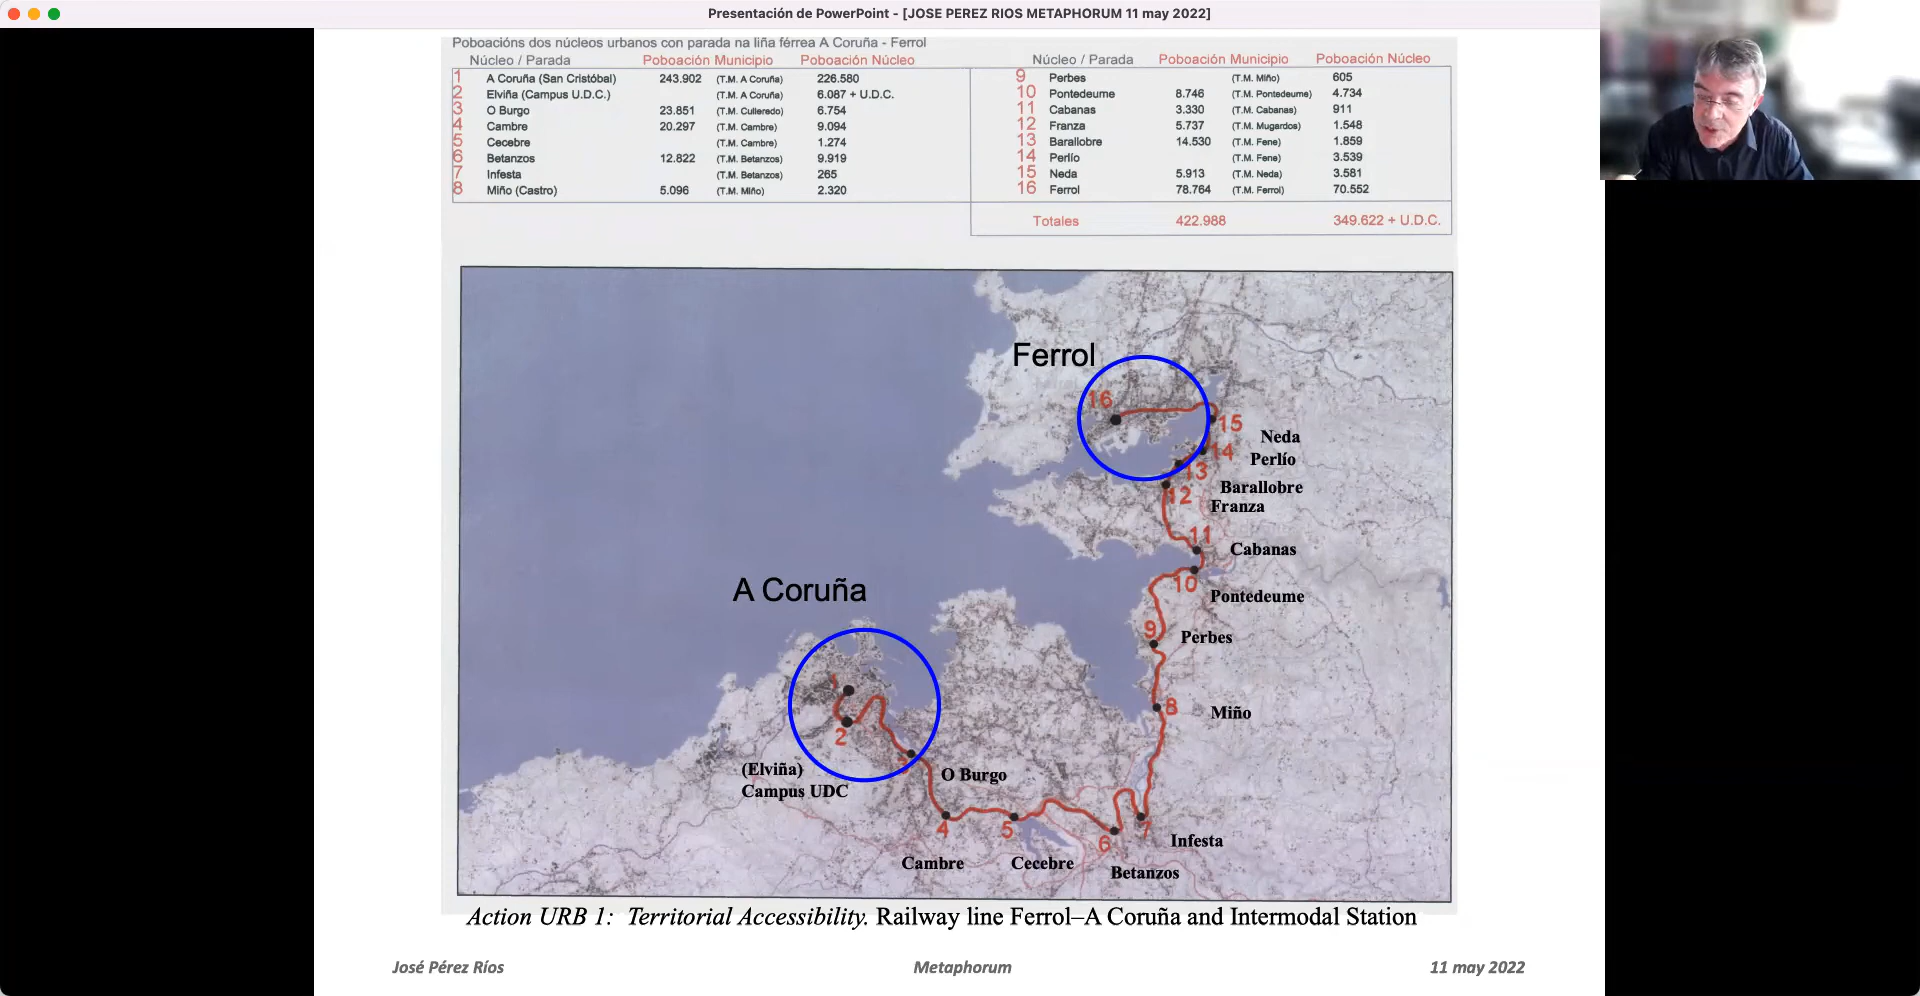 Presentación de PowerPoint - [JOSE PEREZ RIOS METAPHORUM 11 may 2022]
Poboacións dos núcleos urbanos con parada na liña férrea A Coruña - Ferrol
Núcleo / Parada Poboación Municipio Poboación Núcleo
1 A Coruña (San Cristóbal) 243.902 (T.M. A Coruña) 226.580
2 Elviña (Campus U.D.C.) (T.M. A Coruña) 6.087 + U.D.C.
3 O Burgo 23.851 (T.M. Culleredo) 6.754
4 Cambre 20.297 (T.M. Cambre) 9.094
5 Cecebre (T.M. Cambre) 1.274
6 Betanzos 12.822 (T.M. Betanzos) 9.919
7 Infesta (T.M. Betanzos) 265
8 Miño (Castro) 5.096 (T.M. Miño) 2.320
Núcleo / Parada Poboación Municipio Poboación Núcleo
9 Perbes (T.M. Miño) 605
10 Pontedeume 8.746 (T.M. Pontedeume) 4.734
11 Cabanas 3.330 (T.M. Cabanas) 911
12 Franza 5.737 (T.M. Mugardos) 1.548
13 Barallobre 14.530 (T.M. Fene) 1.859
14 Perlío (T.M. Fene) 3.539
15 Neda 5.913 (T.M. Neda) 3.581
16 Ferrol 78.764 (T.M. Ferrol) 70.552
Totales 422.988 349.622 + U.D.C.
Ferrol
16
15
Neda
14
Perlío
13
Barallobre
12
Franza
11
Cabanas
10
Pontedeume
A Coruña
9
Perbes
1
8
Miño
2
3
(Elviña)
Campus UDC
O Burgo
4
5
6
7
Infesta
Cambre
Cecebre
Betanzos
Action URB 1: Territorial Accessibility. Railway line Ferrol–A Coruña and Intermodal Station
José Pérez Ríos
Metaphorum
11 may 2022